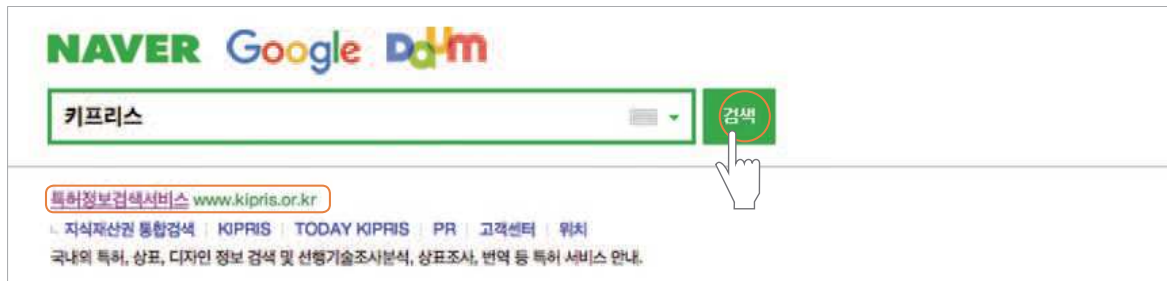 NAVER Google Daum
키프리스 검색
특허정보검색서비스 www.kipris.or.kr
지식재산권 통합검색 KIPRIS TODAY KIPRIS PR 고객센터 위치
국내외 특허, 상표, 디자인 정보 검색 및 선행기술조사분석, 상표조사, 번역 등 특허 서비스 안내.